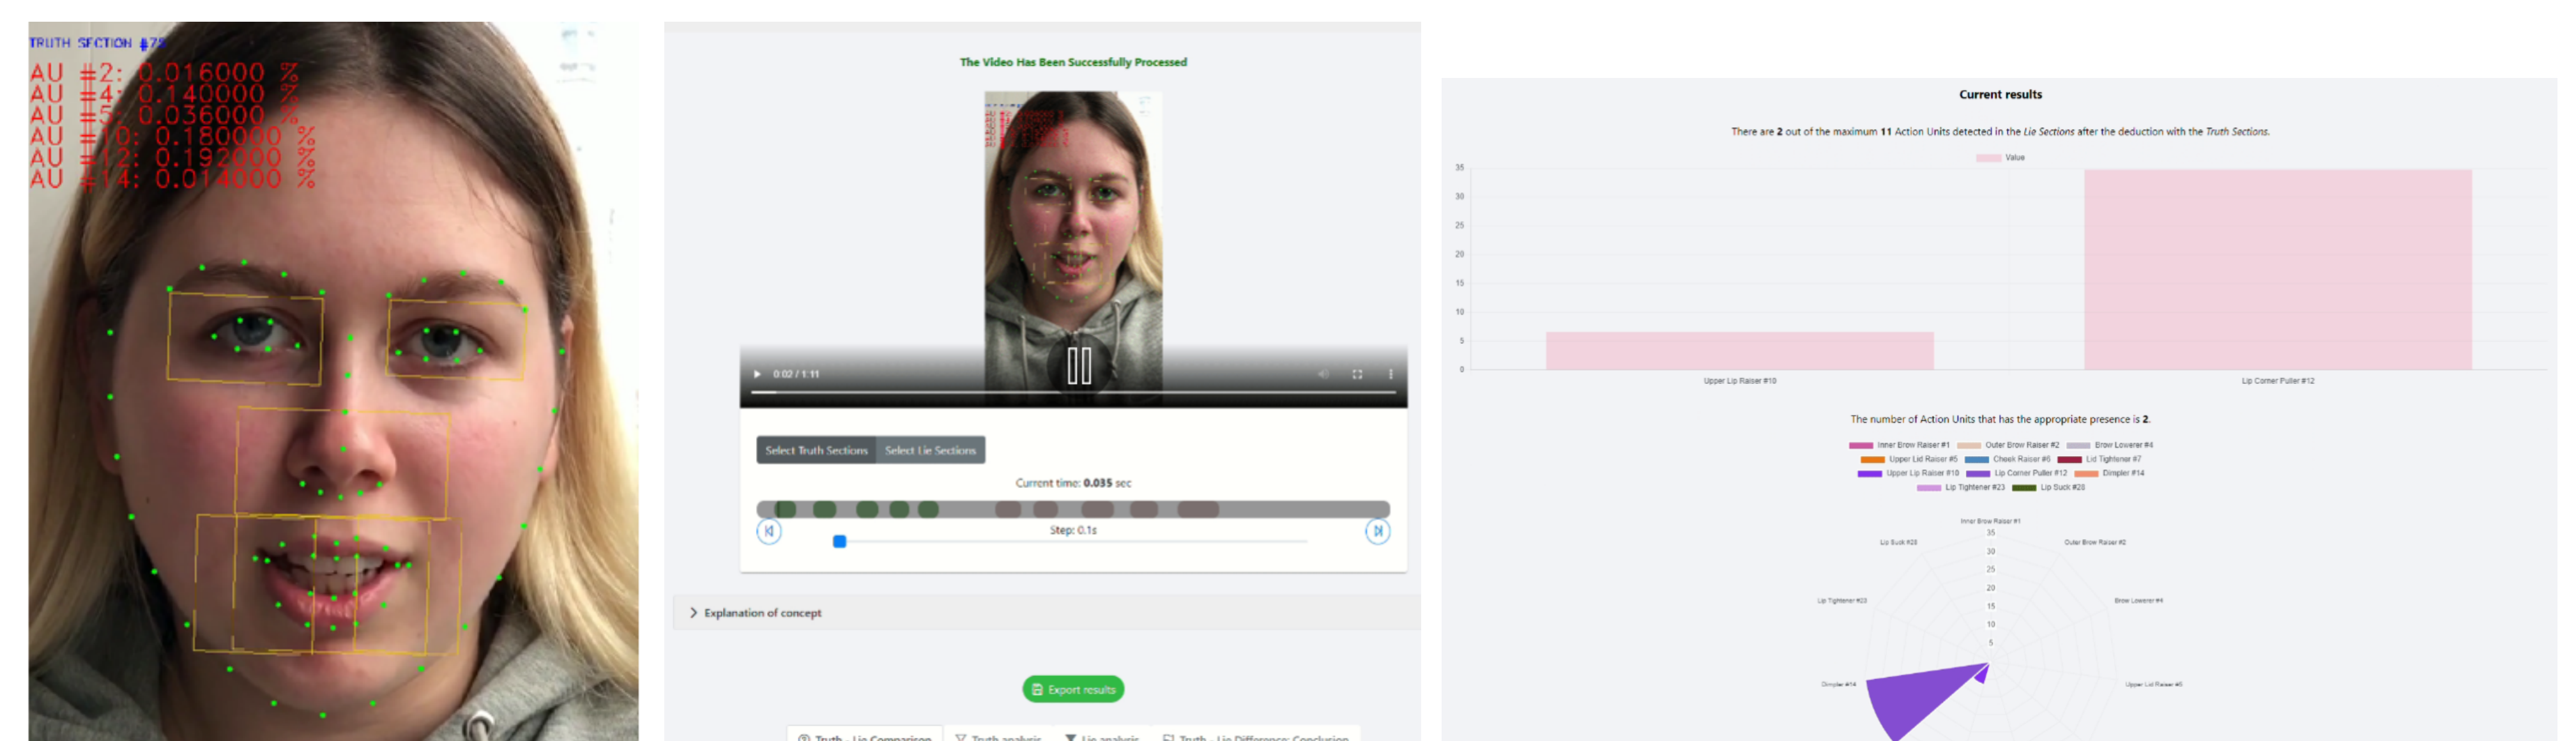 TRUTH SECTION #72
AU #2: 0.016000 %
AU #4: 0.140000 %
AU #5: 0.036000 %
AU #10: 0.180000 %
AU #12: 0.192000 %
AU #14: 0.014000 %
The Video Has Been Successfully Processed
0:02 / 1:11
Select Truth Sections Select Lie Sections
Current time: 0.035 sec
Step: 0.1s
Explanation of concept
Export results
Truth - Lie Comparison Truth analysis Lie analysis Truth - Lie Difference: Conclusion
Current results
There are 2 out of the maximum 11 Action Units detected in the Lie Sections after the deduction with the Truth Sections.
Value
35
30
25
20
15
10
5
0
Upper Lip Raiser #10 Lip Corner Puller #12
The number of Action Units that has the appropriate presence is 2.
Inner Brow Raiser #1 Outer Brow Raiser #2 Brow Lowerer #4
Upper Lid Raiser #5 Cheek Raiser #6 Lid Tightener #7
Upper Lip Raiser #10 Lip Corner Puller #12 Dimpler #14
Lip Tightener #23 Lip Suck #28
Inner Brow Raiser #1
35
Lip Suck #28 Outer Brow Raiser #2
30
25
20
Lip Tightener #23 Brow Lowerer #4
15
10
5
Dimpler #14 Upper Lid Raiser #5